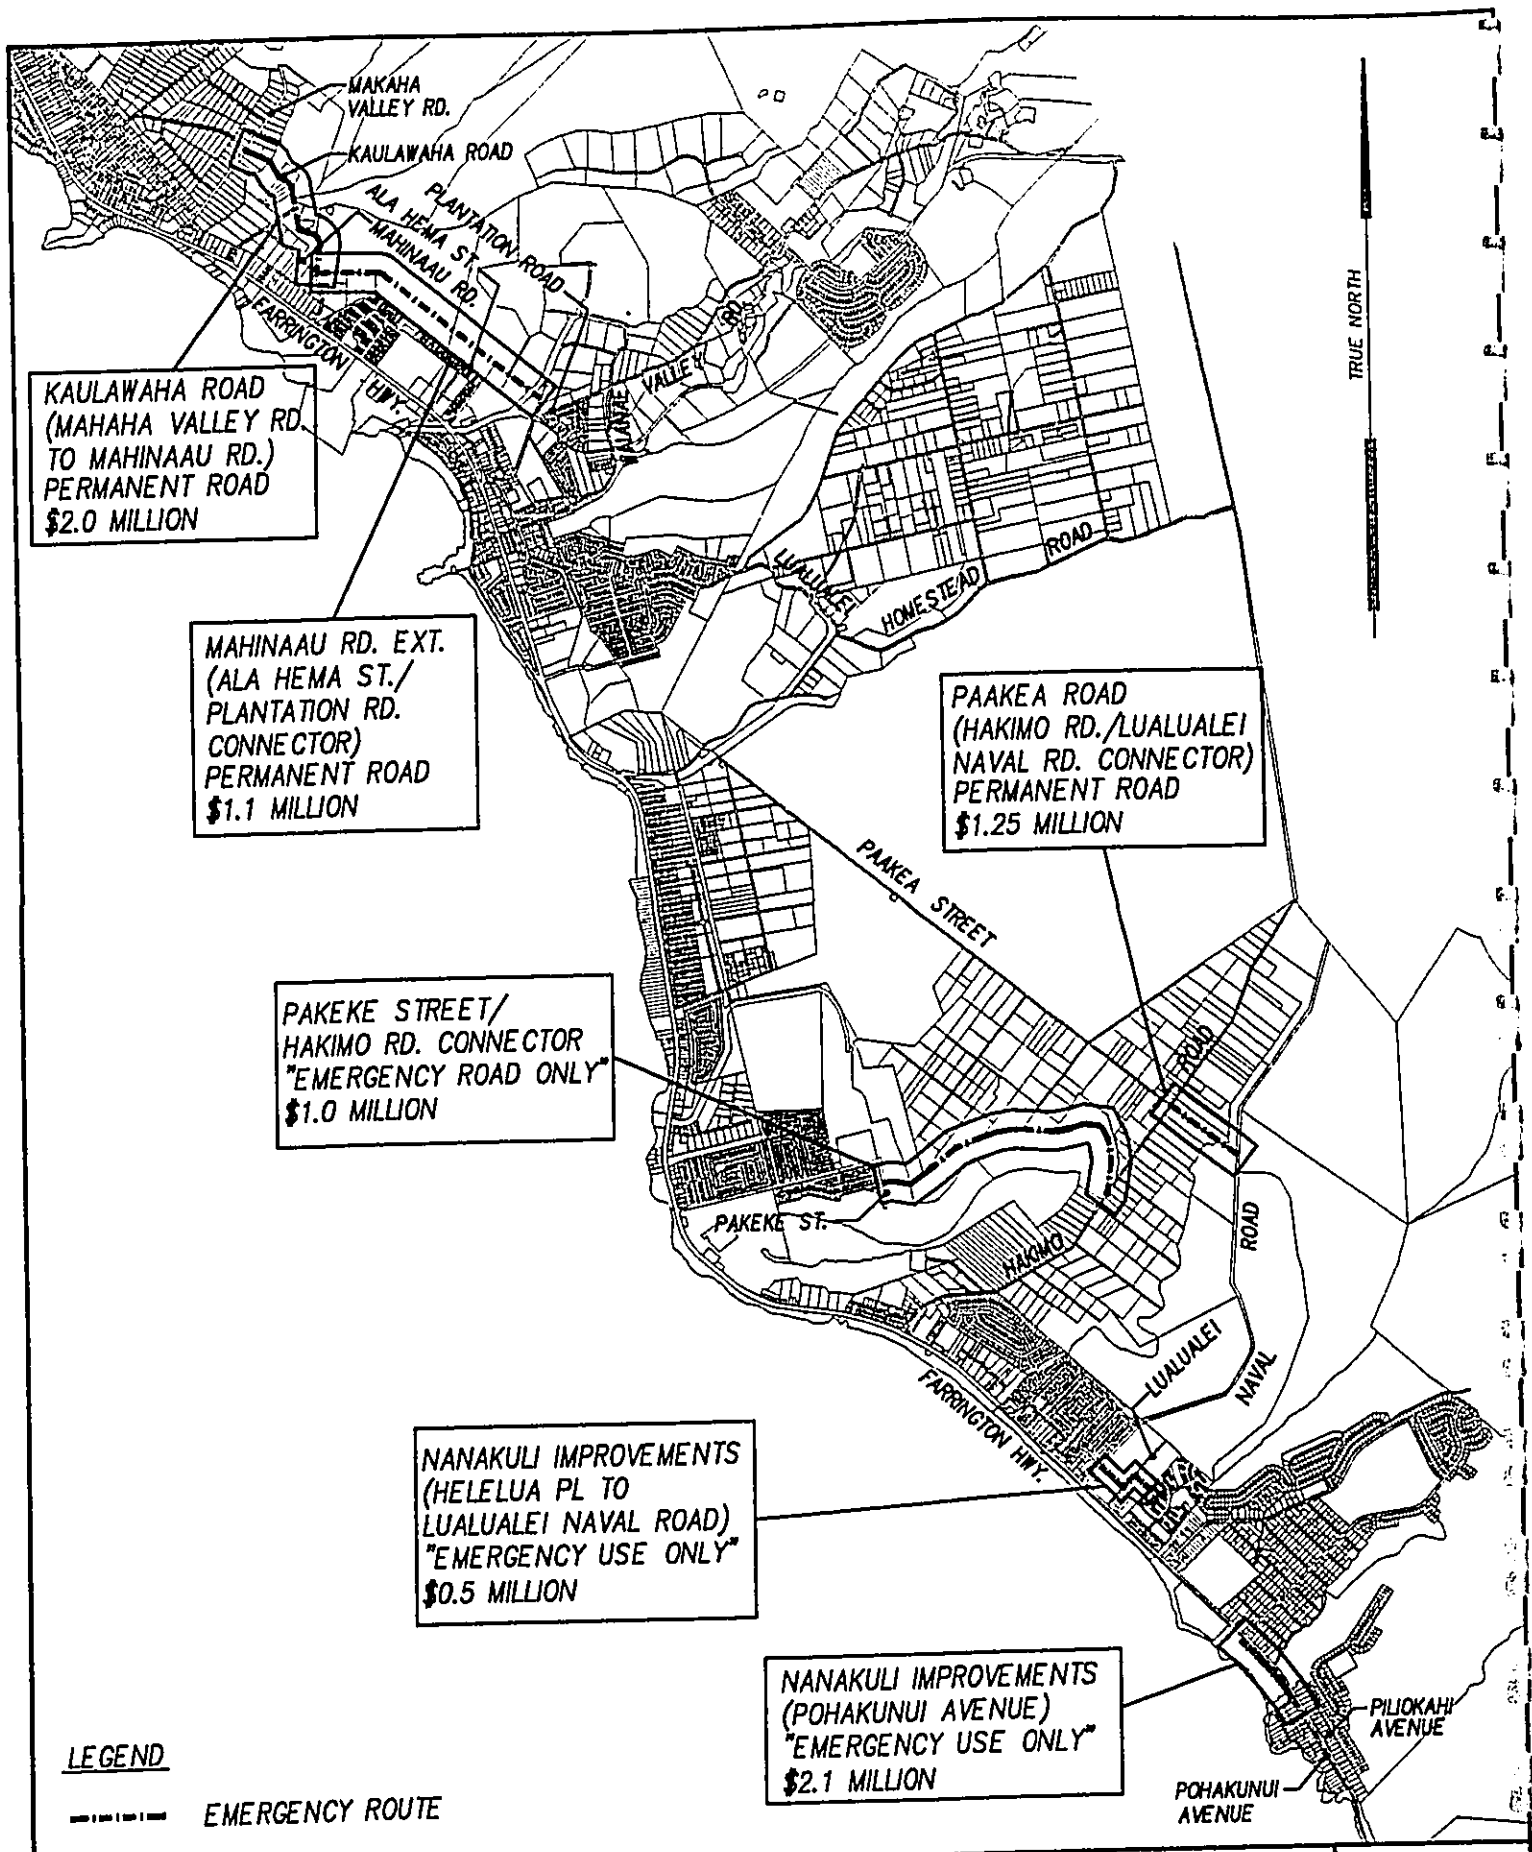 MAKAHA
VALLEY RD.
KAULAWAHA ROAD
PLANTATION ROAD
ALA HEMA ST.
MAHINAAU RD.
FARRINGTON
HWY.
WAIANAE
VALLEY
RD.
TRUE NORTH
KAULAWAHA ROAD
(MAHAHA VALLEY RD.
TO MAHINAAU RD.)
PERMANENT ROAD
$2.0 MILLION
LUALUALEI
HOMESTEAD
ROAD
MAHINAAU RD. EXT.
(ALA HEMA ST./
PLANTATION RD.
CONNECTOR)
PERMANENT ROAD
$1.1 MILLION
PAAKEA ROAD
(HAKIMO RD./LUALUALEI
NAVAL RD. CONNECTOR)
PERMANENT ROAD
$1.25 MILLION
PAAKEA STREET
PAKEKE STREET/
HAKIMO RD. CONNECTOR
"EMERGENCY ROAD ONLY"
$1.0 MILLION
ROAD
PAKEKE ST.
HAKIMO
ROAD
LUALUALEI
NAVAL
FARRINGTON HWY.
NANAKULI IMPROVEMENTS
(HELELUA PL TO
LUALUALEI NAVAL ROAD)
"EMERGENCY USE ONLY"
$0.5 MILLION
NANAKULI IMPROVEMENTS
(POHAKUNUI AVENUE)
"EMERGENCY USE ONLY"
$2.1 MILLION
PILIOKAHI
AVENUE
POHAKUNUI
AVENUE
LEGEND
EMERGENCY ROUTE